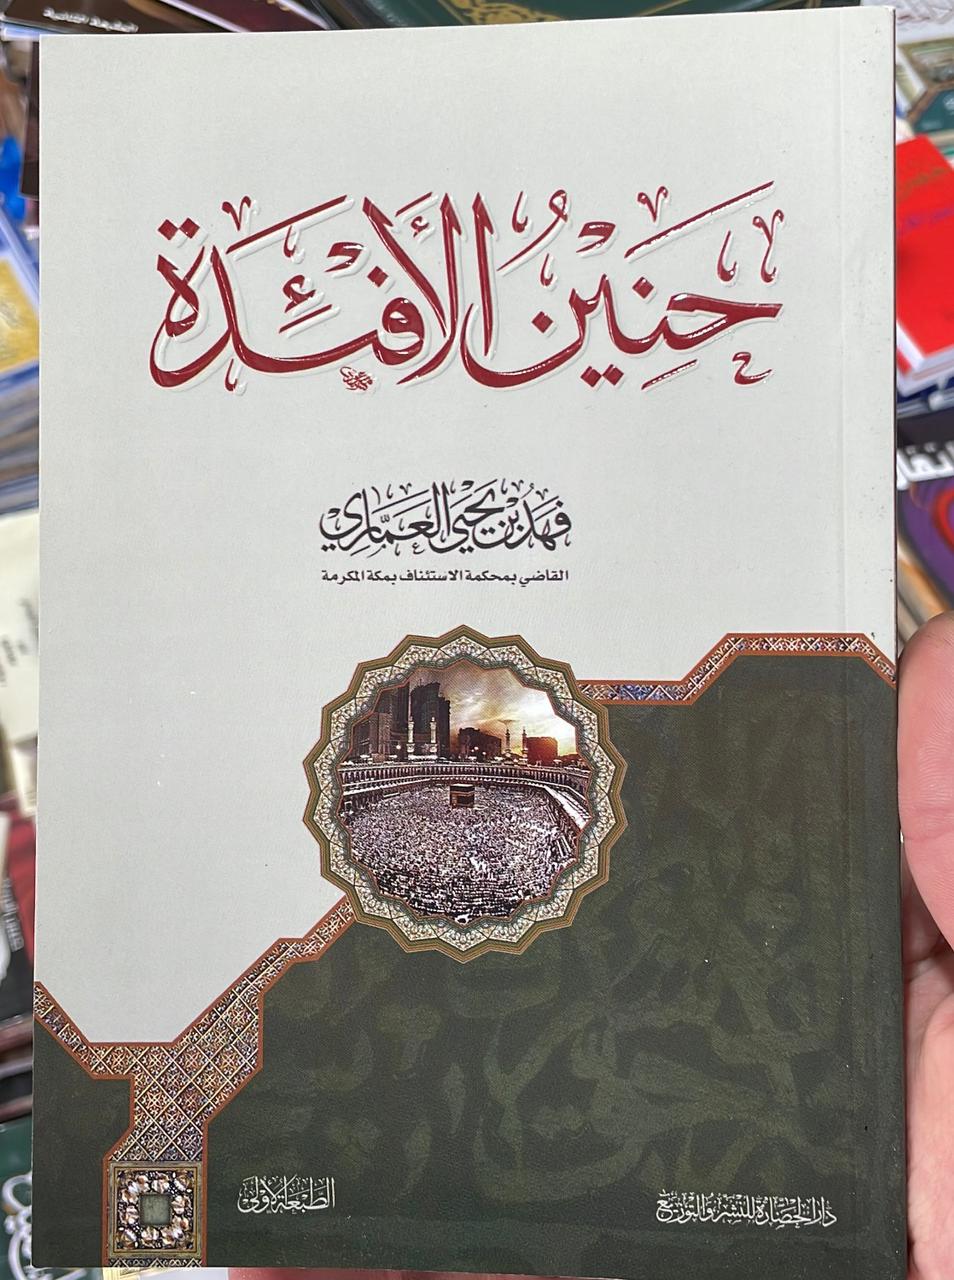 حنين الأفئدة
فهد بن يحيى العماري
القاضي بمحكمة الاستئناف بمكة المكرمة
الطبعة الأولى
دار الحضارة للنشر والتوزيع